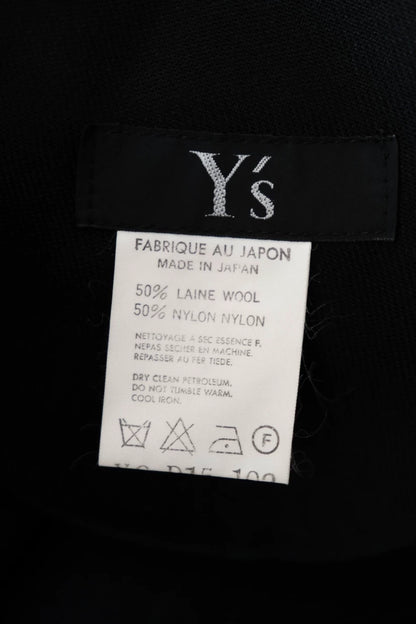 Y's
FABRIQUE AU JAPON
MADE IN JAPAN
50% LAINE WOOL
50% NYLON NYLON
NETTOYAGE A SEC ESSENCE F.
NEPAS SECHER EN MACHINE.
REPASSER AU FER TIEDE.
DRY CLEAN PETROLEUM.
DO NOT TUMBLE WARM.
COOL IRON.
F